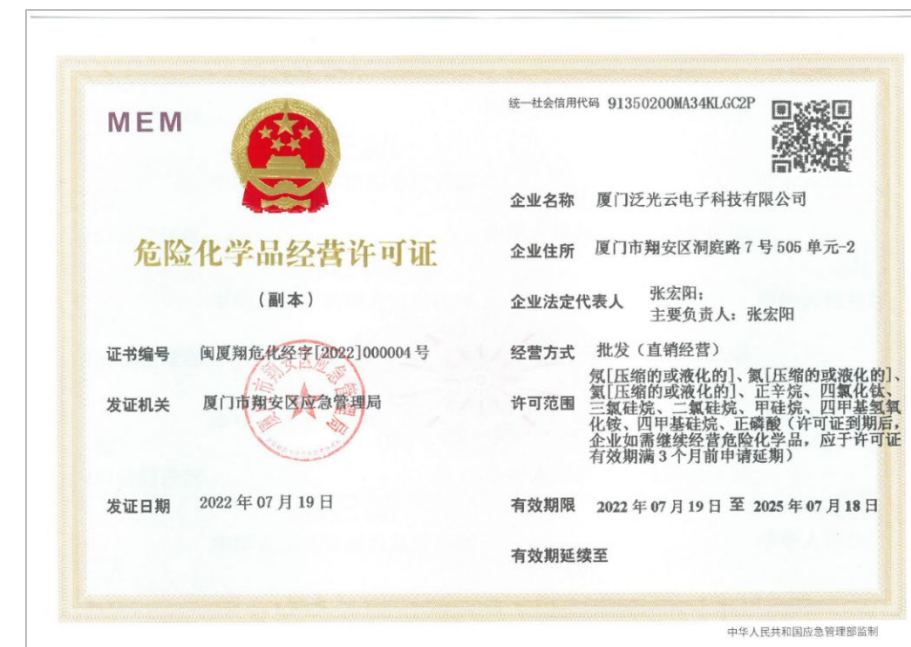 MEM
危险化学品经营许可证
(副本)
证书编号 闽厦翔危化经字[2022]000004号
发证机关 厦门市翔安区应急管理局
发证日期 2022年07月19日
统一社会信用代码 91350200MA34KLGC2P
企业名称 厦门泛光云电子科技有限公司
企业住所 厦门市翔安区洞庭路7号505单元-2
企业法定代表人 张宏阳;
主要负责人: 张宏阳
经营方式 批发(直销经营)
许可范围
氖[压缩的或液化的]、氮[压缩的或液化的]、
氦[压缩的或液化的]、正辛烷、四氯化钛、
三氯硅烷、二氯硅烷、甲硅烷、四甲基氢氧
化铵、四甲基硅烷、正磷酸(许可证到期后,
企业如需继续经营危险化学品,应于许可证
有效期满3个月前申请延期)
有效期限 2022年07月19日 至 2025年07月18日
有效期延续至
厦门市翔安区应急管理局
中华人民共和国应急管理部监制